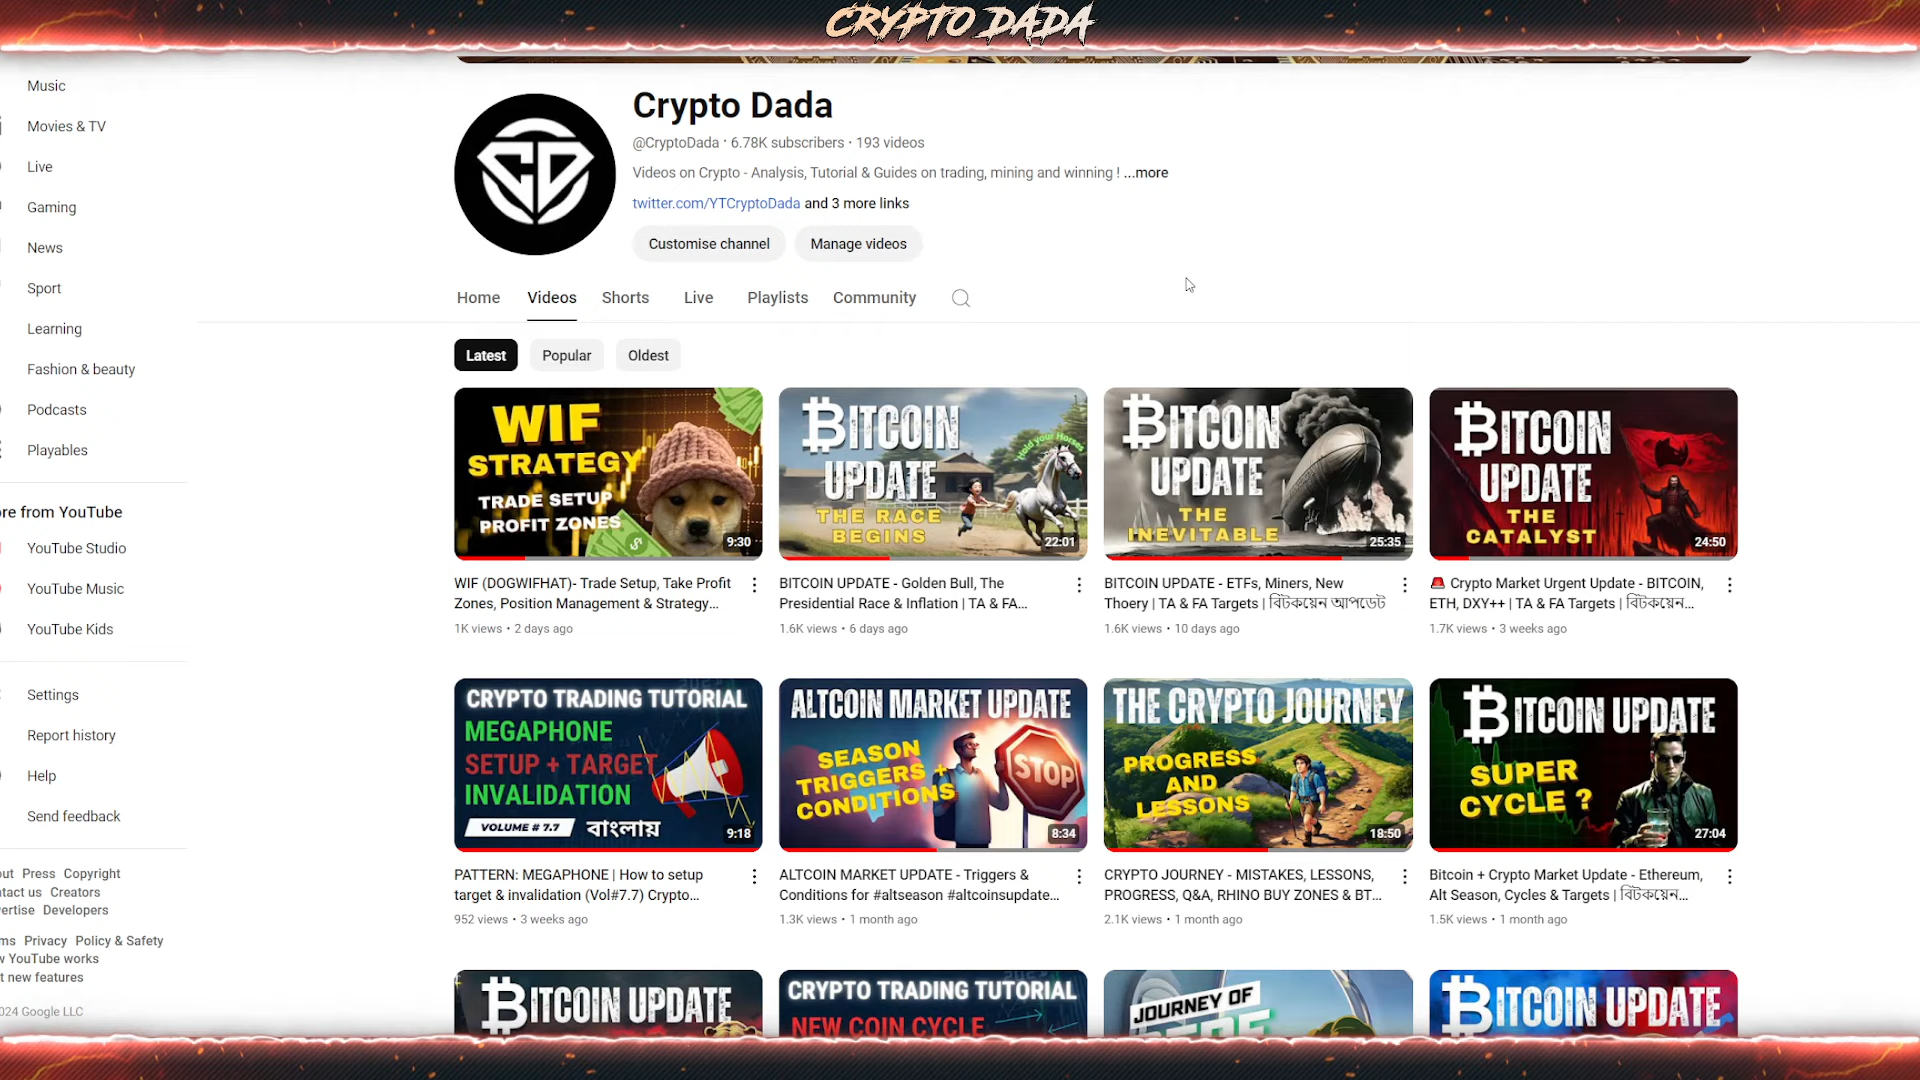 CRYPTO DADA
Music
Movies & TV
Live
Gaming
News
Sport
Learning
Fashion & beauty
Podcasts
Playables
re from YouTube
YouTube Studio
YouTube Music
YouTube Kids
Settings
Report history
Help
Send feedback
out Press Copyright
ntact us Creators
vertise Developers
ms Privacy Policy & Safety
w YouTube works
t new features
024 Google LLC
CD
Crypto Dada
@CryptoDada · 6.78K subscribers · 193 videos
Videos on Crypto - Analysis, Tutorial & Guides on trading, mining and winning ! ...more
twitter.com/YTCryptoDada and 3 more links
Customise channel Manage videos
Home Videos Shorts Live Playlists Community
Latest Popular Oldest
WIF
STRATEGY
TRADE SETUP
PROFIT ZONES
9:30
WIF (DOGWIFHAT)- Trade Setup, Take Profit
Zones, Position Management & Strategy...
1K views • 2 days ago
BITCOIN
UPDATE
THE RACE
BEGINS
Hold your Horses
22:01
BITCOIN UPDATE - Golden Bull, The
Presidential Race & Inflation | TA & FA...
1.6K views • 6 days ago
BITCOIN
UPDATE
THE
INEVITABLE
25:35
BITCOIN UPDATE - ETFs, Miners, New
Thoery | TA & FA Targets | বিটকয়েন আপডেট
1.6K views • 10 days ago
BITCOIN
UPDATE
THE
CATALYST
24:50
🚨 Crypto Market Urgent Update - BITCOIN,
ETH, DXY++ | TA & FA Targets | বিটকয়েন...
1.7K views • 3 weeks ago
CRYPTO TRADING TUTORIAL
MEGAPHONE
SETUP + TARGET
INVALIDATION
VOLUME # 7.7 বাংলায়
9:18
PATTERN: MEGAPHONE | How to setup
target & invalidation (Vol#7.7) Crypto...
952 views • 3 weeks ago
ALTCOIN MARKET UPDATE
SEASON
TRIGGERS +
CONDITIONS
STOP
8:34
ALTCOIN MARKET UPDATE - Triggers &
Conditions for #altseason #altcoinsupdate...
1.3K views • 1 month ago
THE CRYPTO JOURNEY
PROGRESS
AND
LESSONS
18:50
CRYPTO JOURNEY - MISTAKES, LESSONS,
PROGRESS, Q&A, RHINO BUY ZONES & BT...
2.1K views • 1 month ago
BITCOIN UPDATE
SUPER
CYCLE ?
27:04
Bitcoin + Crypto Market Update - Ethereum,
Alt Season, Cycles & Targets | বিটকয়েন...
1.5K views • 1 month ago
BITCOIN UPDATE
CRYPTO TRADING TUTORIAL
NEW COIN CYCLE
JOURNEY OF
BITCOIN UPDATE